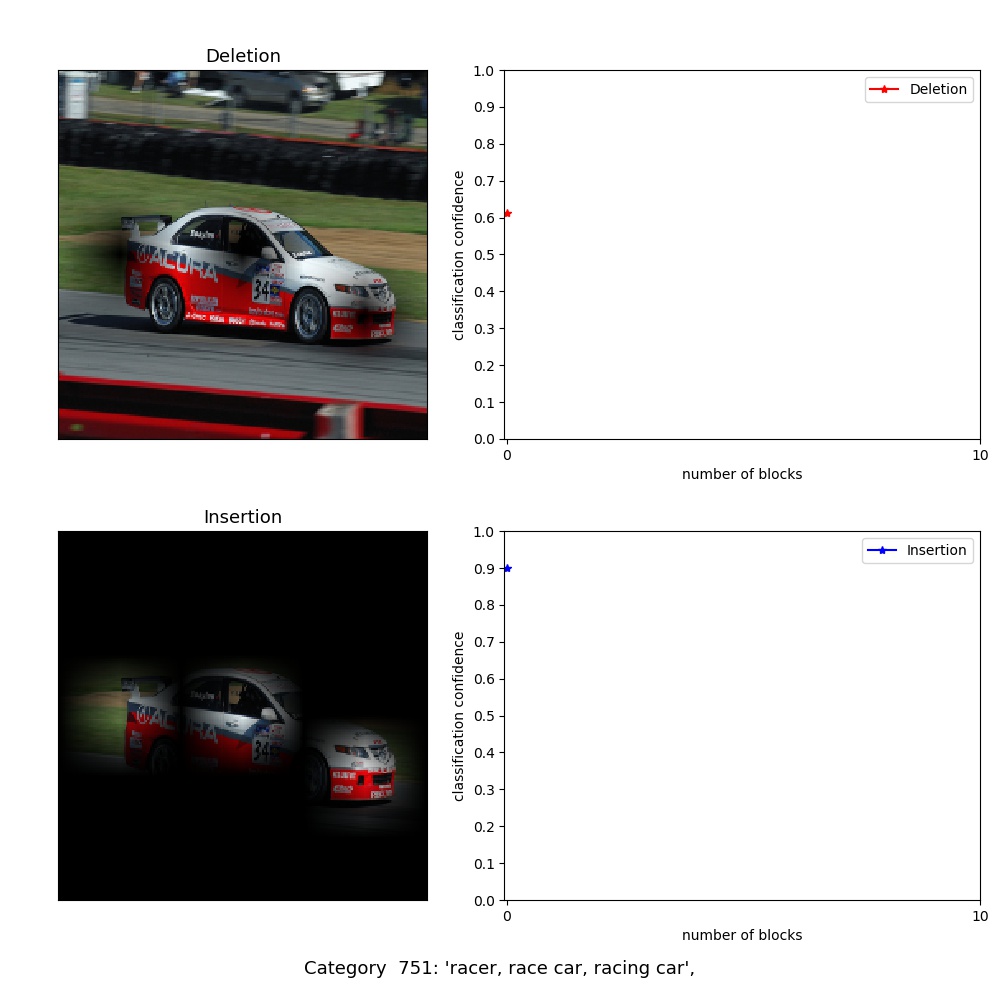 Deletion
1.0
0.9
0.8
0.7
0.6
0.5
0.4
0.3
0.2
0.1
0.0
classification confidence
Deletion
0 10
number of blocks
ACURA
34
Insertion
1.0
0.9
0.8
0.7
0.6
0.5
0.4
0.3
0.2
0.1
0.0
classification confidence
Insertion
0 10
number of blocks
34
Category 751: 'racer, race car, racing car',